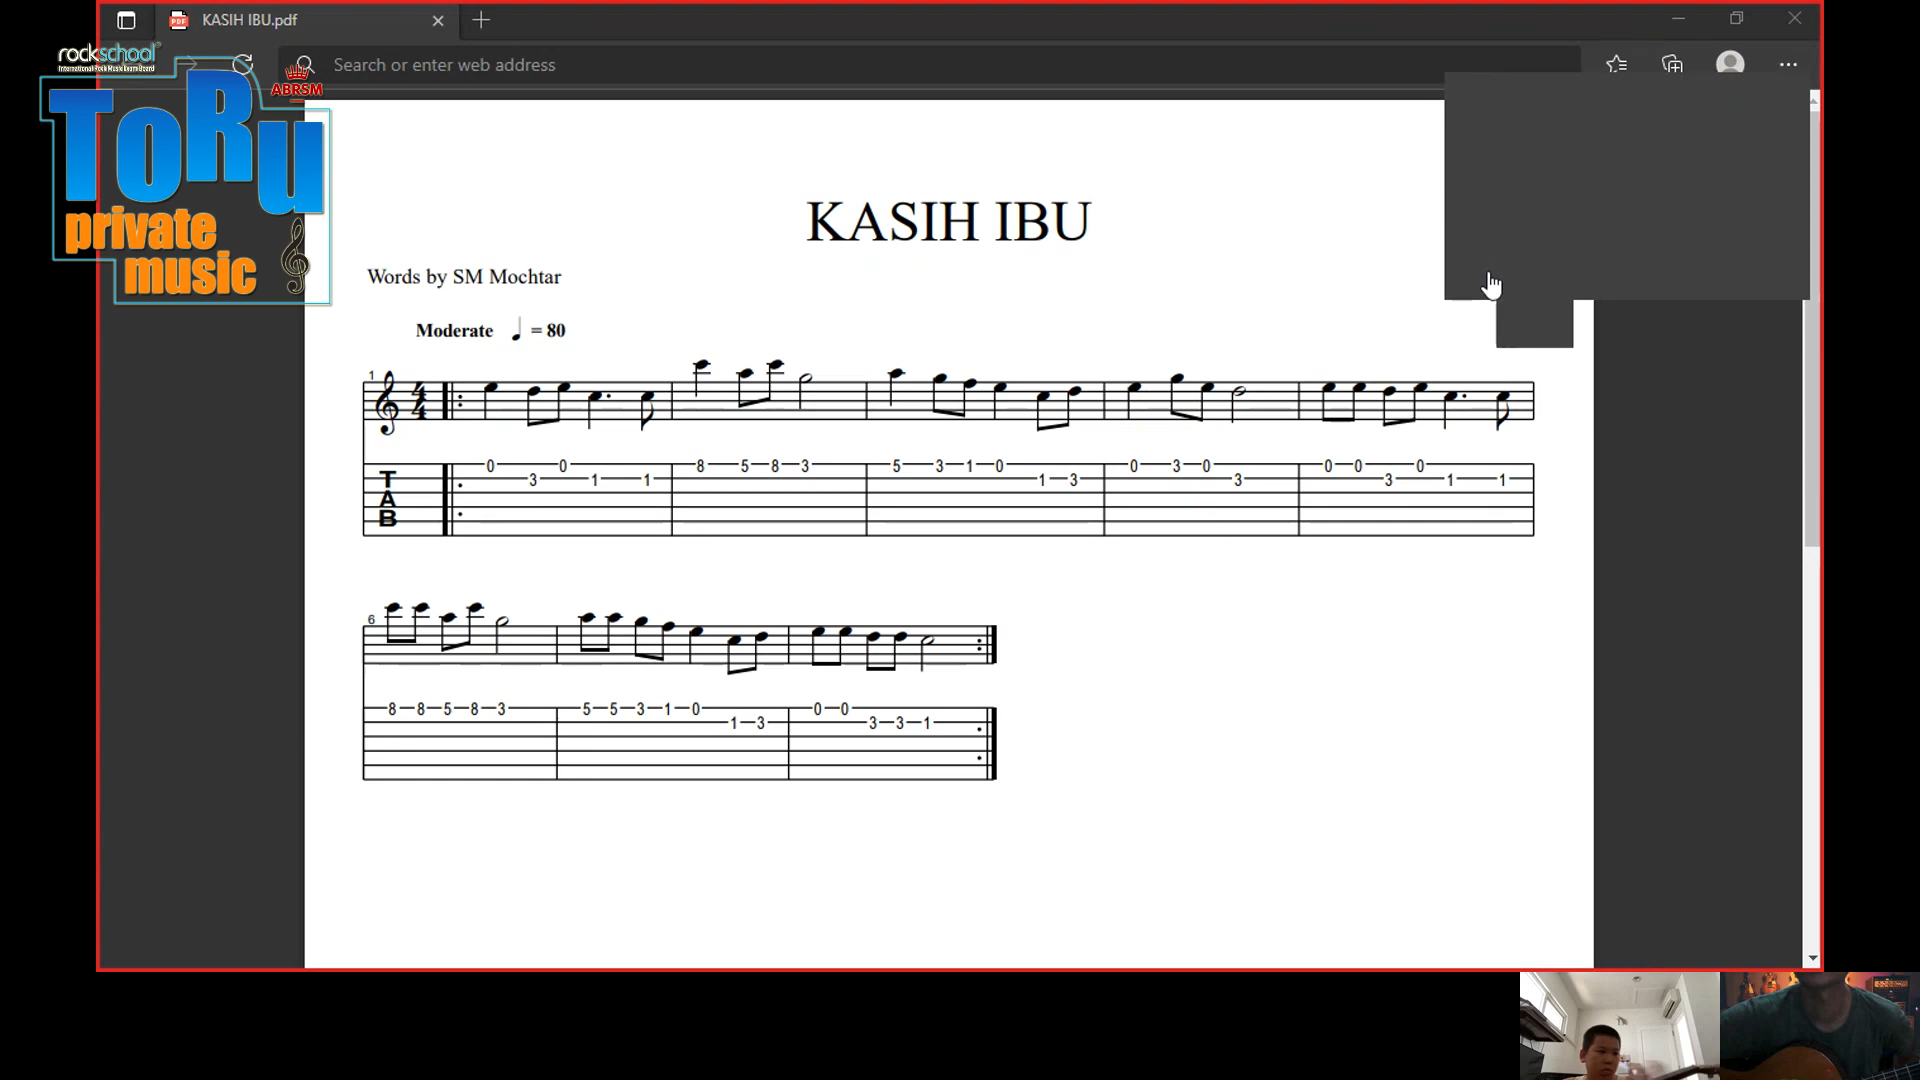 KASIH IBU.pdf
Search or enter web address
rockschool
ABRSM
ToRu
private
music
KASIH IBU
Words by SM Mochtar
Moderate ♩ = 80
1
4
4
0 3 0 1 1 8 5 8 3 5 3 1 0 1 3 0 3 0 3 0 0 3 0 1 1
T
A
B
6
8 8 5 8 3 5 5 3 1 0 1 3 0 0 3 3 1